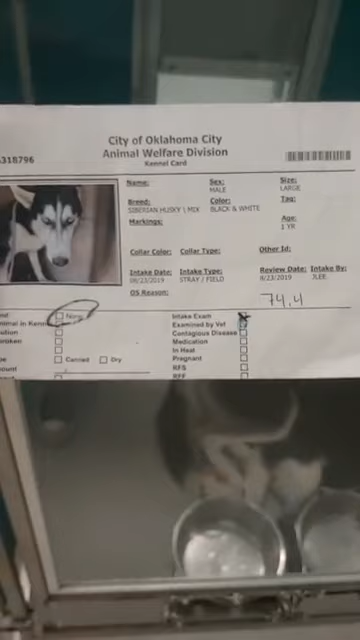 City of Oklahoma City
Animal Welfare Division
Kennel Card
318796
Name: Sex: MALE Size: LARGE
Breed: SIBERIAN HUSKY \ MIX Color: BLACK & WHITE Tag:
Markings: Age: 1 YR
Collar Color: Collar Type: Other Id:
Intake Date: 08/23/2019 Intake Type: STRAY / FIELD Review Date: 8/23/2019 Intake By: JLEE
OS Reason:
74.4
None Intake Exam
Examined by Vet
Contagious Disease
Medication
In Heat
Canned Dry Pregnant
RFS